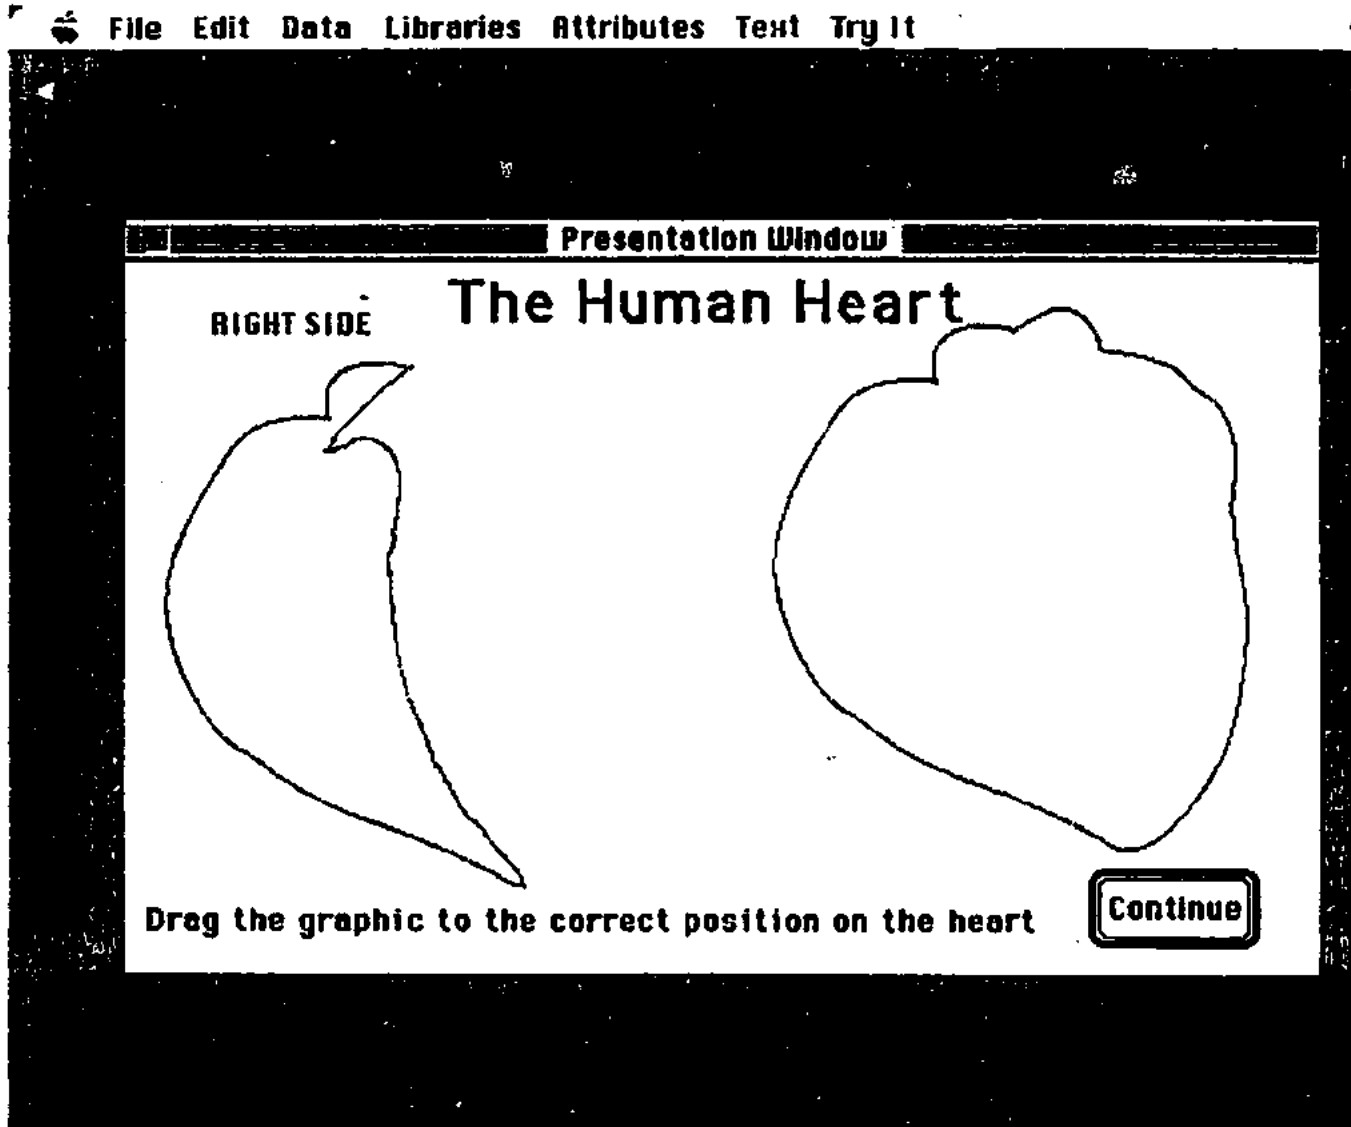 File Edit Data Libraries Attributes Text Try It
Presentation Window
The Human Heart
RIGHT SIDE
Drag the graphic to the correct position on the heart
Continue